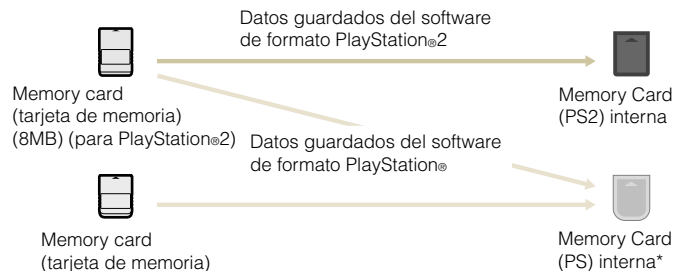 Datos guardados del software
de formato PlayStation®2
Memory card
(tarjeta de memoria)
(8MB) (para PlayStation®2)
Memory Card
(PS2) interna
Datos guardados del software
de formato PlayStation®
Memory card
(tarjeta de memoria)
Memory Card
(PS) interna*